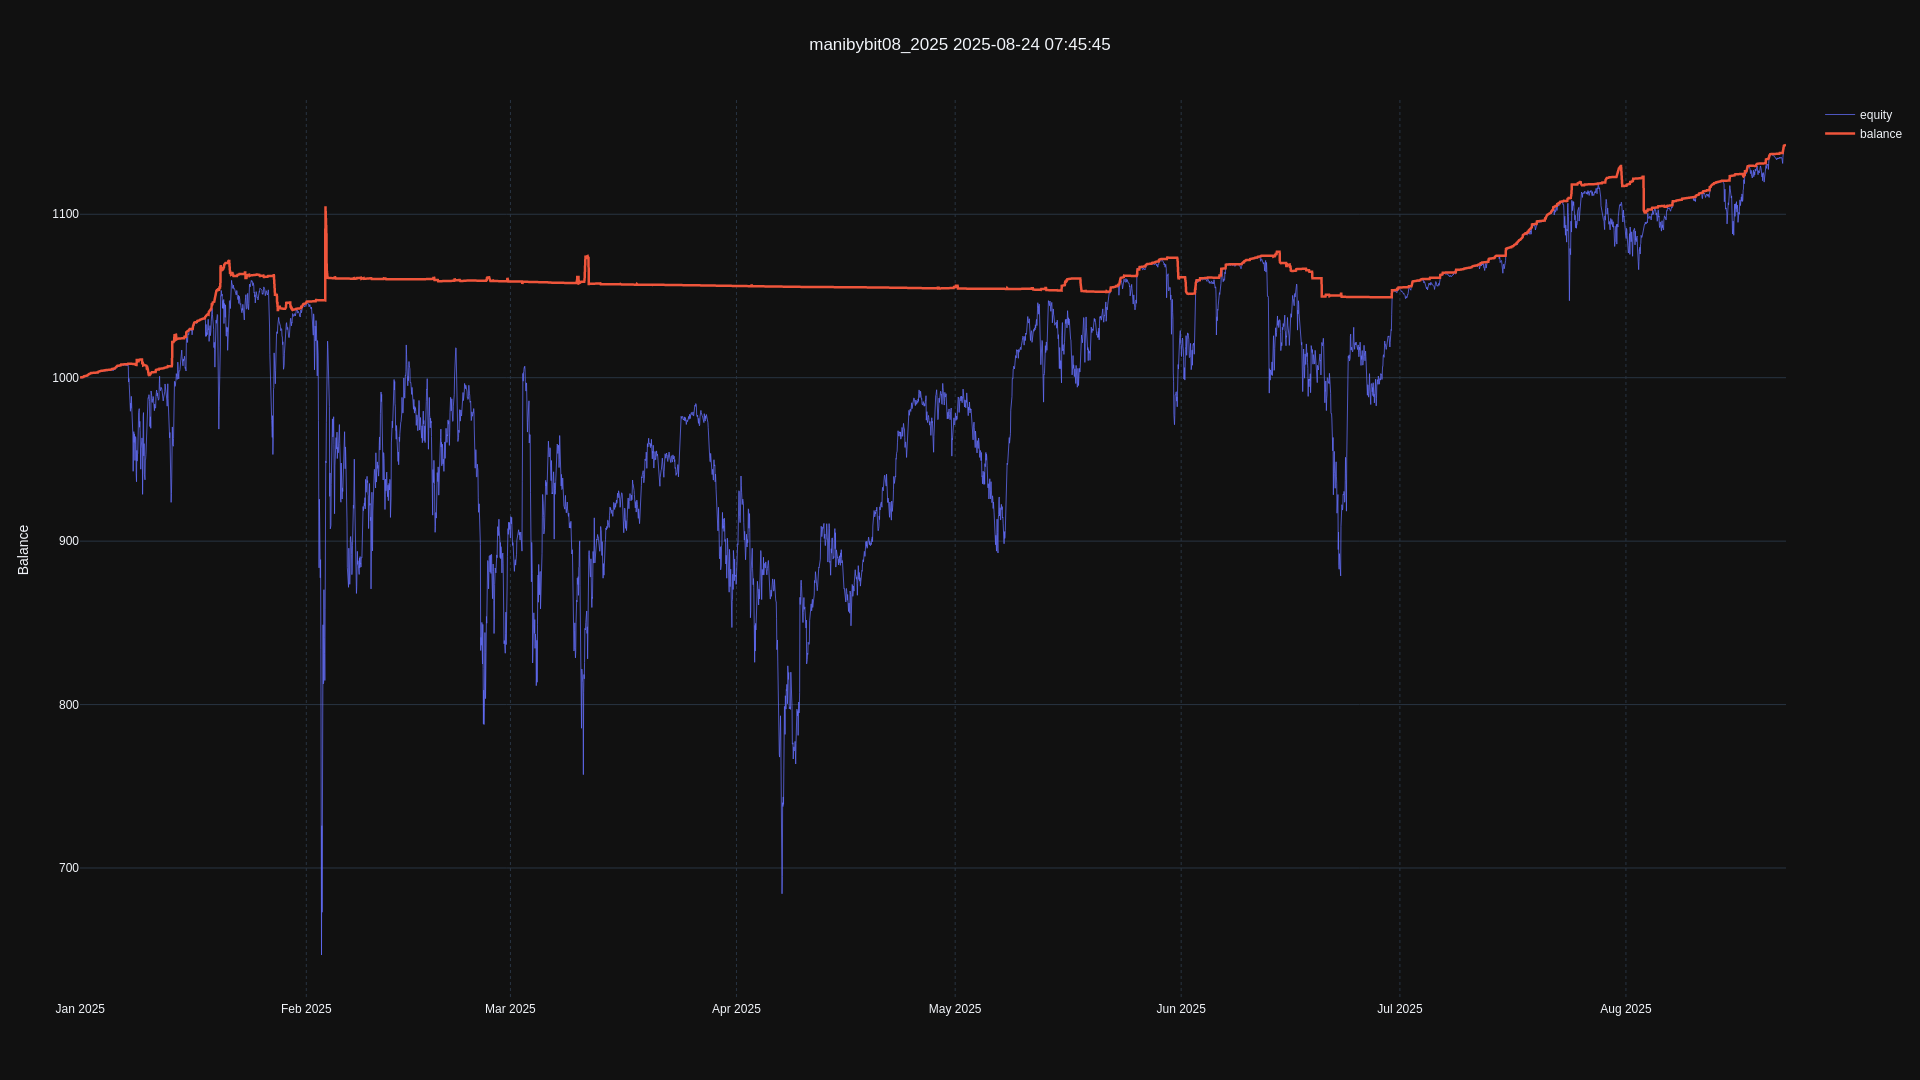 manibybit08_2025 2025-08-24 07:45:45
equity
balance
Balance
1100
1000
900
800
700
Jan 2025
Feb 2025
Mar 2025
Apr 2025
May 2025
Jun 2025
Jul 2025
Aug 2025